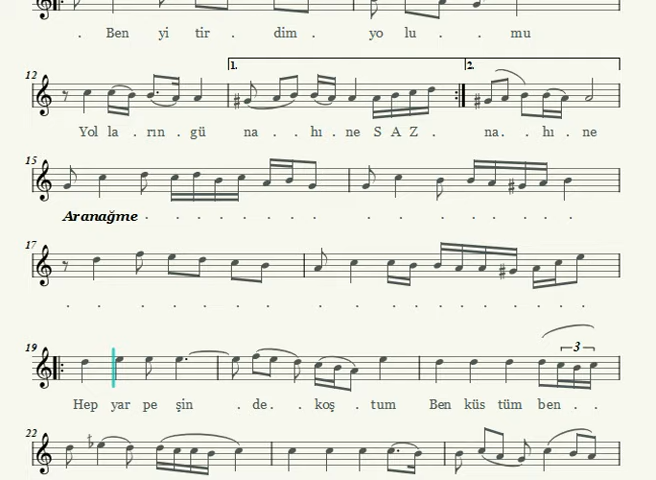 . Ben yi tir . dim . yo lu . . mu
12 1. 2.
Yol la . rın . gü na . . hı . ne S A Z . na . . hı . ne
15
Aranağme . . . . . . . . . . . . .
17
. . . . . . . . . . . . . .
19 3
Hep yar pe şin . de . . koş . tum Ben küs tüm ben . .
22